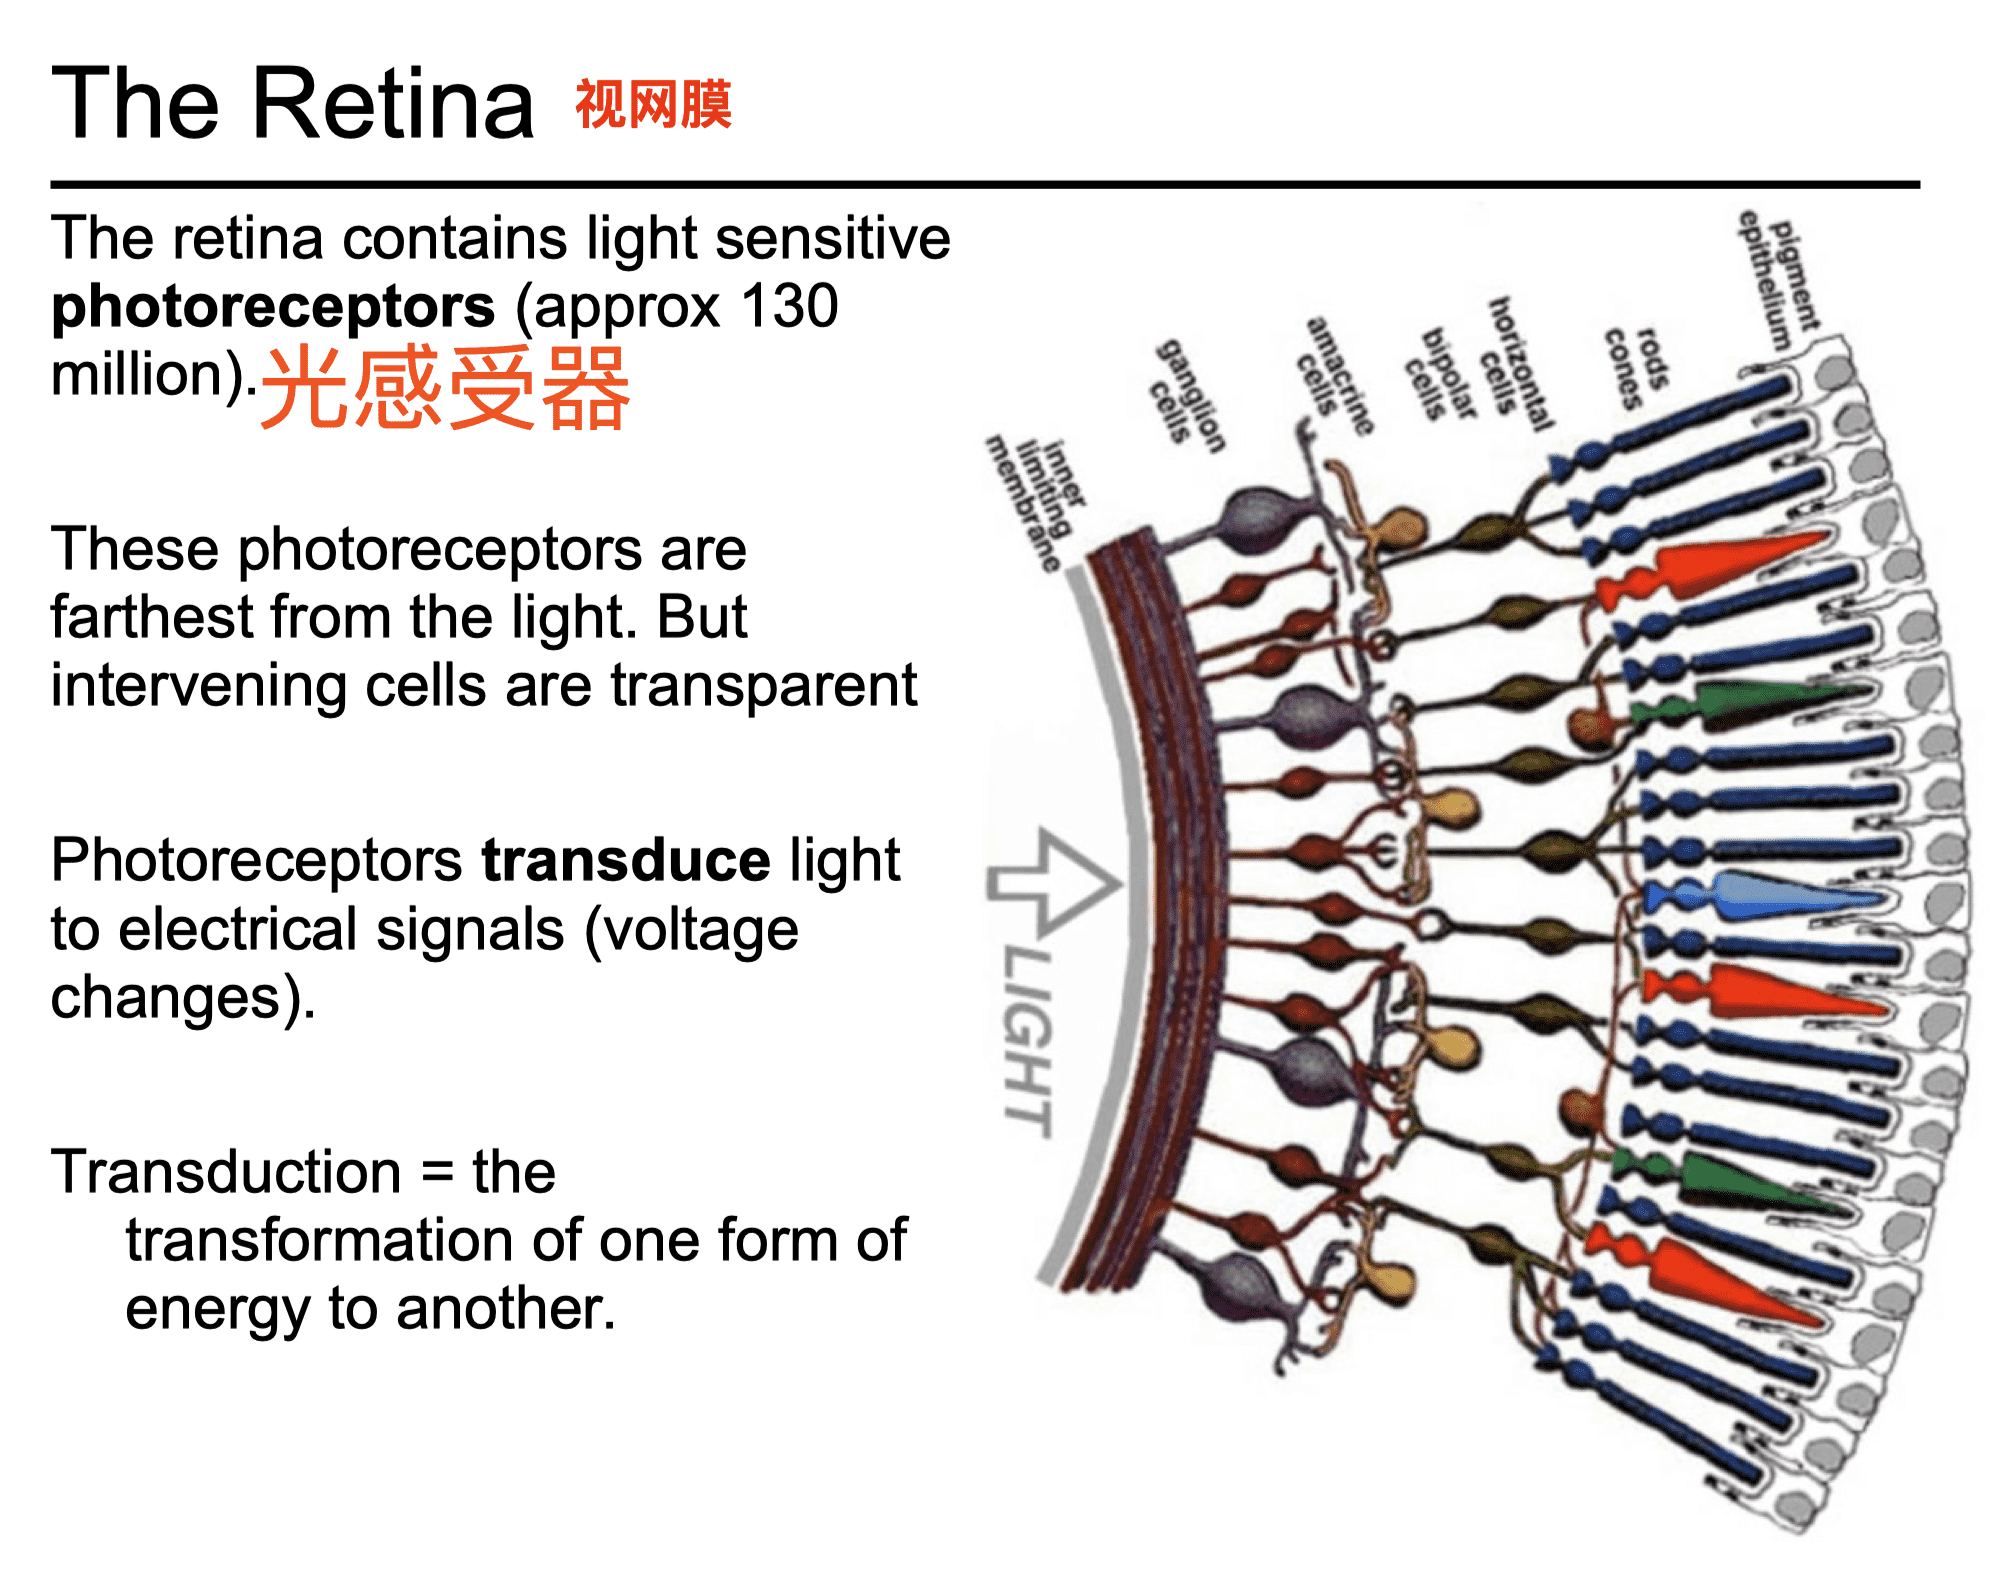 The Retina 视网膜
The retina contains light sensitive
photoreceptors (approx 130
million).光感受器
These photoreceptors are
farthest from the light. But
intervening cells are transparent
Photoreceptors transduce light
to electrical signals (voltage
changes).
Transduction = the
transformation of one form of
energy to another.
inner
limiting
membrane
ganglion
cells
amacrine
cells
bipolar
cells
horizontal
cells
rods
cones
pigment
epithelium
LIGHT